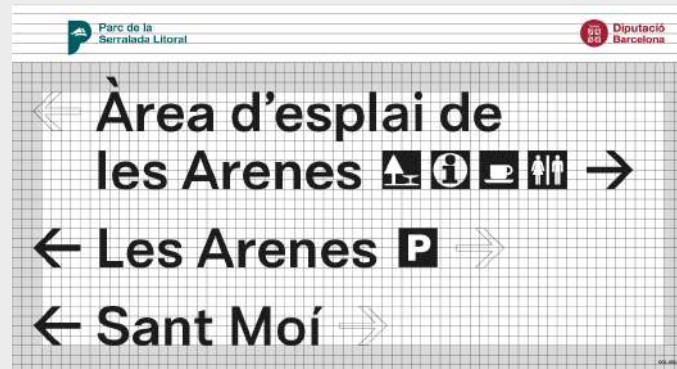 Parc de la
Serralada Litoral
Diputació
Barcelona
← Àrea d’esplai de
les Arenes →
← Les Arenes P →
← Sant Moí →